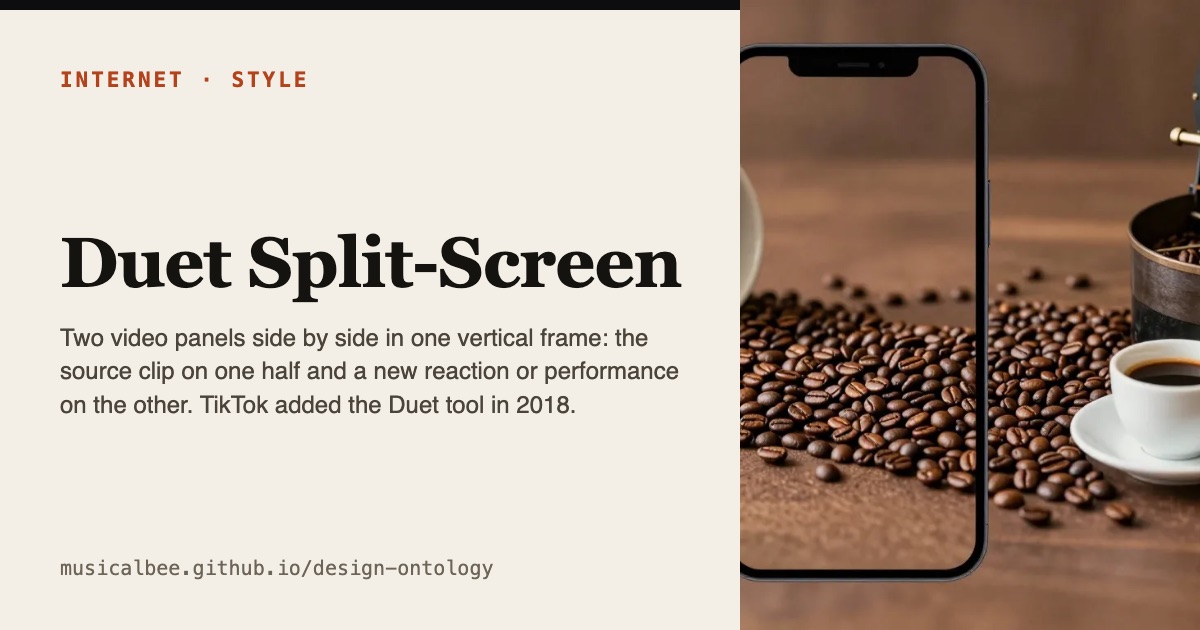 INTERNET · STYLE
Duet Split-Screen
Two video panels side by side in one vertical frame: the
source clip on one half and a new reaction or performance
on the other. TikTok added the Duet tool in 2018.
musicalbee.github.io/design-ontology